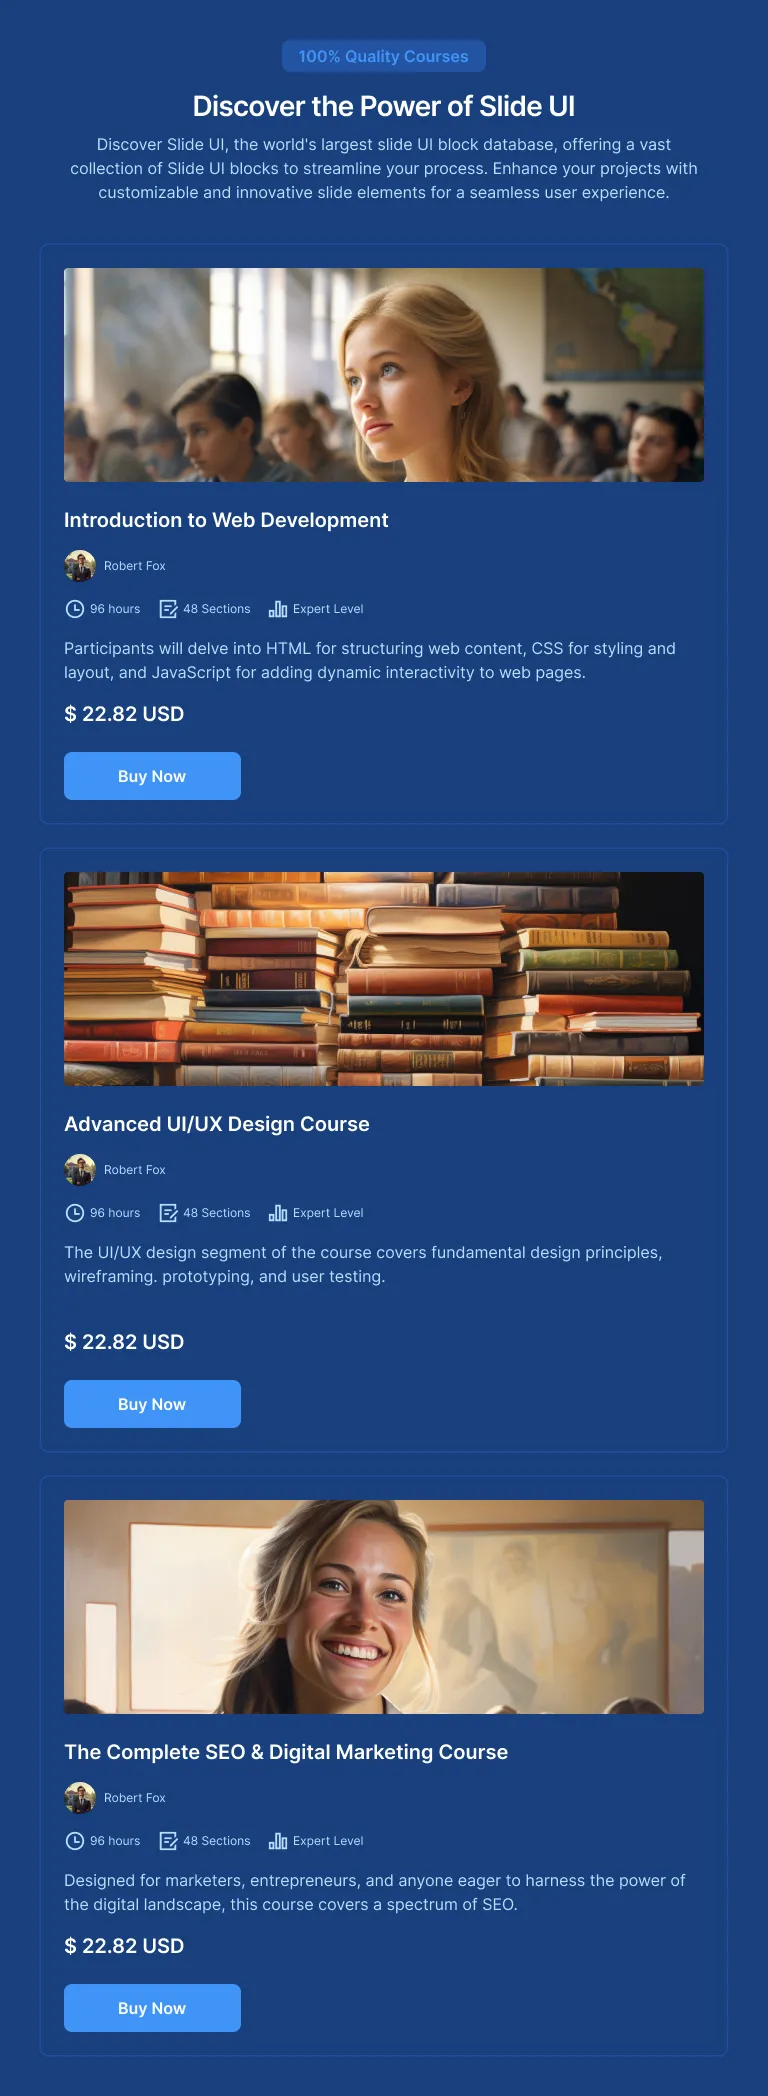 100% Quality Courses
Discover the Power of Slide UI
Discover Slide UI, the world's largest slide UI block database, offering a vast
collection of Slide UI blocks to streamline your process. Enhance your projects with
customizable and innovative slide elements for a seamless user experience.
Introduction to Web Development
Robert Fox
96 hours 48 Sections Expert Level
Participants will delve into HTML for structuring web content, CSS for styling and
layout, and JavaScript for adding dynamic interactivity to web pages.
$ 22.82 USD
Buy Now
Advanced UI/UX Design Course
Robert Fox
96 hours 48 Sections Expert Level
The UI/UX design segment of the course covers fundamental design principles,
wireframing. prototyping, and user testing.
$ 22.82 USD
Buy Now
The Complete SEO & Digital Marketing Course
Robert Fox
96 hours 48 Sections Expert Level
Designed for marketers, entrepreneurs, and anyone eager to harness the power of
the digital landscape, this course covers a spectrum of SEO.
$ 22.82 USD
Buy Now